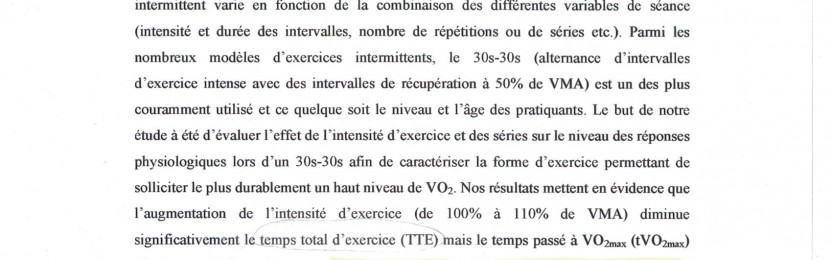 intermittent varie en fonction de la combinaison des différentes variables de séance
(intensité et durée des intervalles, nombre de répétitions ou de séries etc.). Parmi les
nombreux modèles d'exercices intermittents, le 30s-30s (alternance d'intervalles
d'exercice intense avec des intervalles de récupération à 50% de VMA) est un des plus
couramment utilisé et ce quelque soit le niveau et l'âge des pratiquants. Le but de notre
étude à été d'évaluer l'effet de l'intensité d'exercice et des séries sur le niveau des réponses
physiologiques lors d'un 30s-30s afin de caractériser la forme d'exercice permettant de
solliciter le plus durablement un haut niveau de VO2. Nos résultats mettent en évidence que
l'augmentation de l'intensité d'exercice (de 100% à 110% de VMA) diminue
significativement le temps total d'exercice (TTE) mais le temps passé à VO2max (tVO2max)